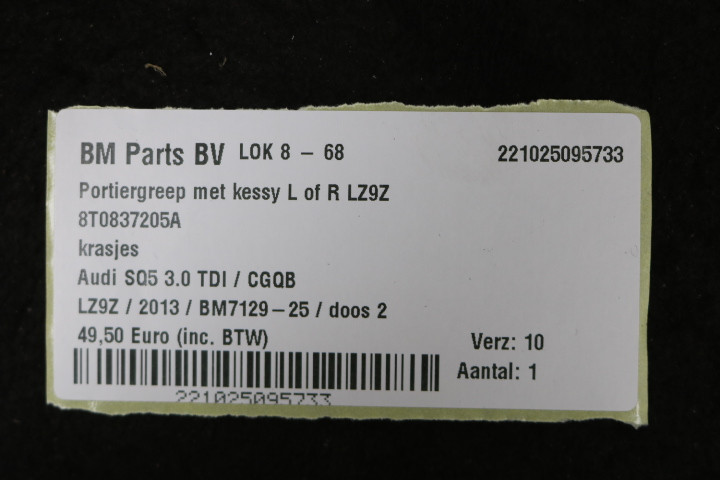 BM Parts BV LOK 8 – 68 221025095733
Portiergreep met kessy L of R LZ9Z
8T0837205A
krasjes
Audi SQ5 3.0 TDI / CGQB
LZ9Z / 2013 / BM7129–25 / doos 2
49,50 Euro (inc. BTW) Verz: 10
Aantal: 1
221025095733